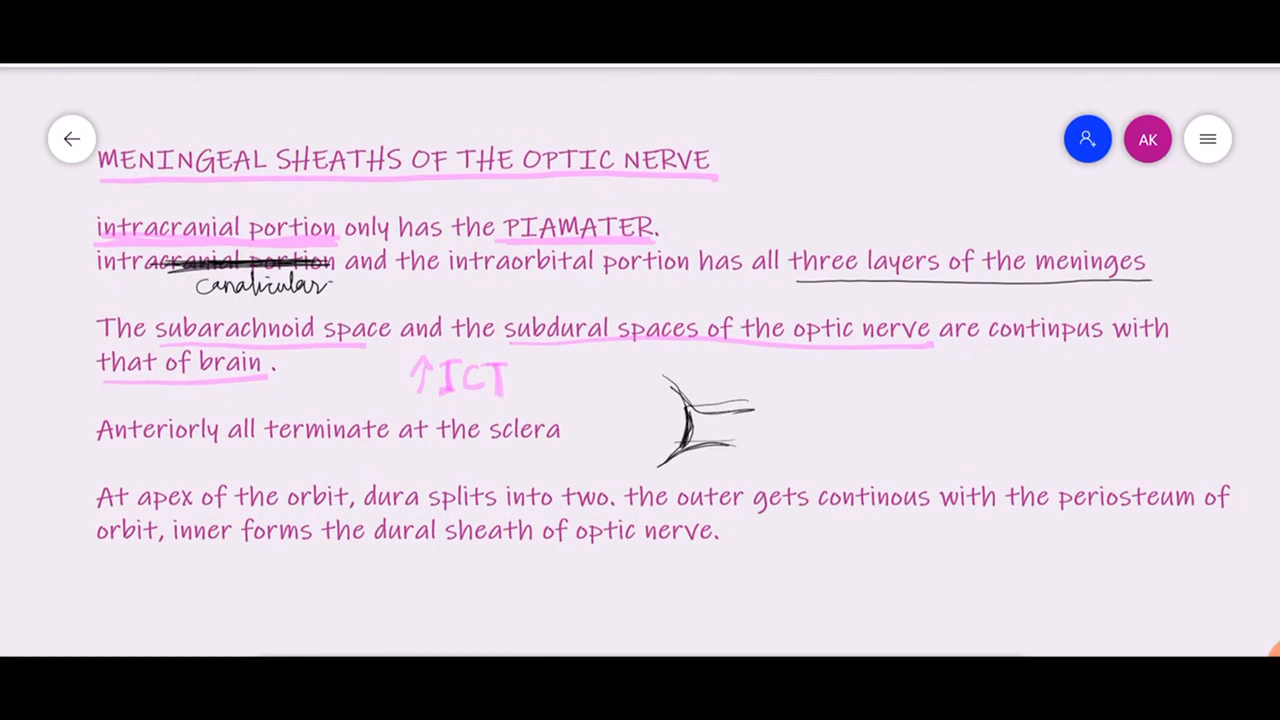 MENINGEAL SHEATHS OF THE OPTIC NERVE
AK
intracranial portion only has the PIAMATER.
intracranial portion and the intraorbital portion has all three layers of the meninges
canalicular
The subarachnoid space and the subdural spaces of the optic nerve are continpus with
that of brain .
↑ICT
Anteriorly all terminate at the sclera
At apex of the orbit, dura splits into two. the outer gets continous with the periosteum of
orbit, inner forms the dural sheath of optic nerve.